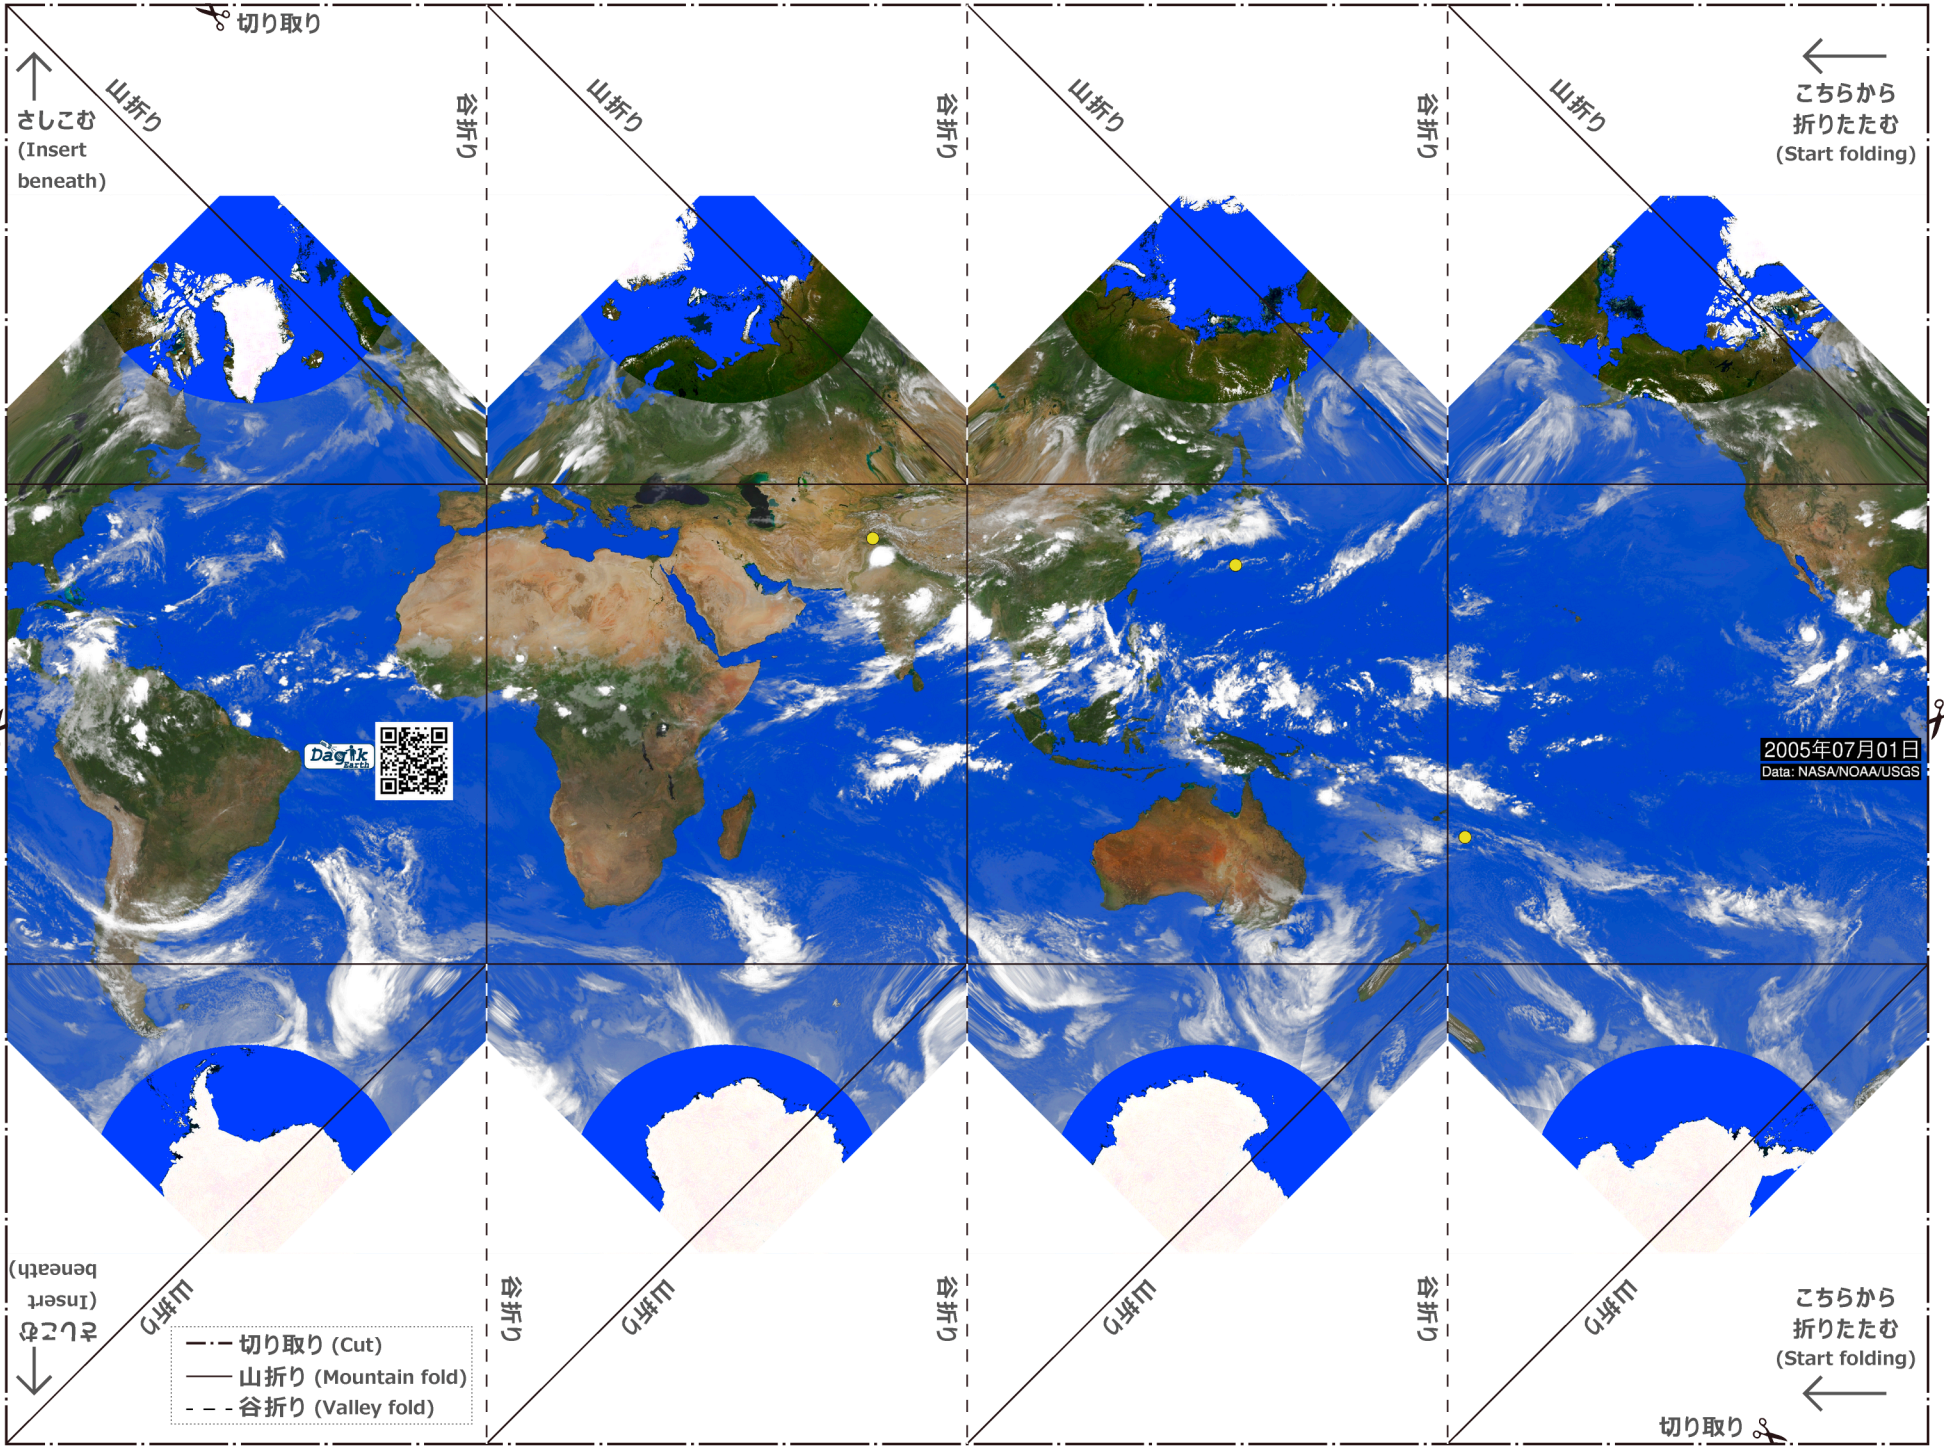 切り取り
山折り
谷折り
山折り
谷折り
山折り
谷折り
山折り
さしこむ
(Insert
beneath)
こちらから
折りたたむ
(Start folding)
Dagik
Earth
2005年07月01日
Data: NASA/NOAA/USGS
さしこむ
(Insert
beneath)
山折り
谷折り
山折り
谷折り
山折り
谷折り
山折り
こちらから
折りたたむ
(Start folding)
切り取り (Cut)
山折り (Mountain fold)
谷折り (Valley fold)
切り取り